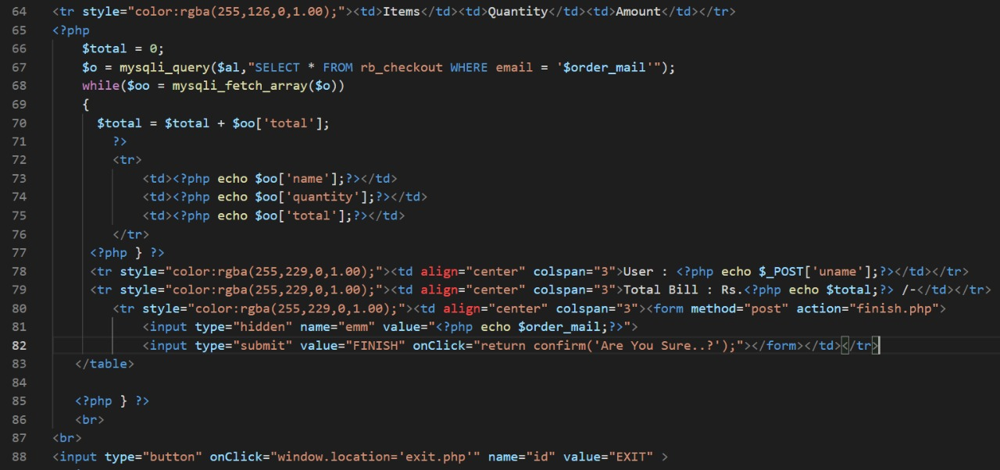 64 <tr style="color:rgba(255,126,0,1.00);"><td>Items</td><td>Quantity</td><td>Amount</td></tr>
65 <?php
66 $total = 0;
67 $o = mysqli_query($al,"SELECT * FROM rb_checkout WHERE email = '$order_mail'");
68 while($oo = mysqli_fetch_array($o))
69 {
70 $total = $total + $oo['total'];
71 ?>
72 <tr>
73 <td><?php echo $oo['name'];?></td>
74 <td><?php echo $oo['quantity'];?></td>
75 <td><?php echo $oo['total'];?></td>
76 </tr>
77 <?php } ?>
78 <tr style="color:rgba(255,229,0,1.00);"><td align="center" colspan="3">User : <?php echo $_POST['uname'];?></td></tr>
79 <tr style="color:rgba(255,229,0,1.00);"><td align="center" colspan="3">Total Bill : Rs.<?php echo $total;?> /-</td></tr>
80 <tr style="color:rgba(255,229,0,1.00);"><td align="center" colspan="3"><form method="post" action="finish.php">
81 <input type="hidden" name="emm" value="<?php echo $order_mail;?>">
82 <input type="submit" value="FINISH" onClick="return confirm('Are You Sure..?');"></form></td></tr>
83 </table>
84
85 <?php } ?>
86 <br>
87 <br>
88 <input type="button" onClick="window.location='exit.php'" name="id" value="EXIT" >